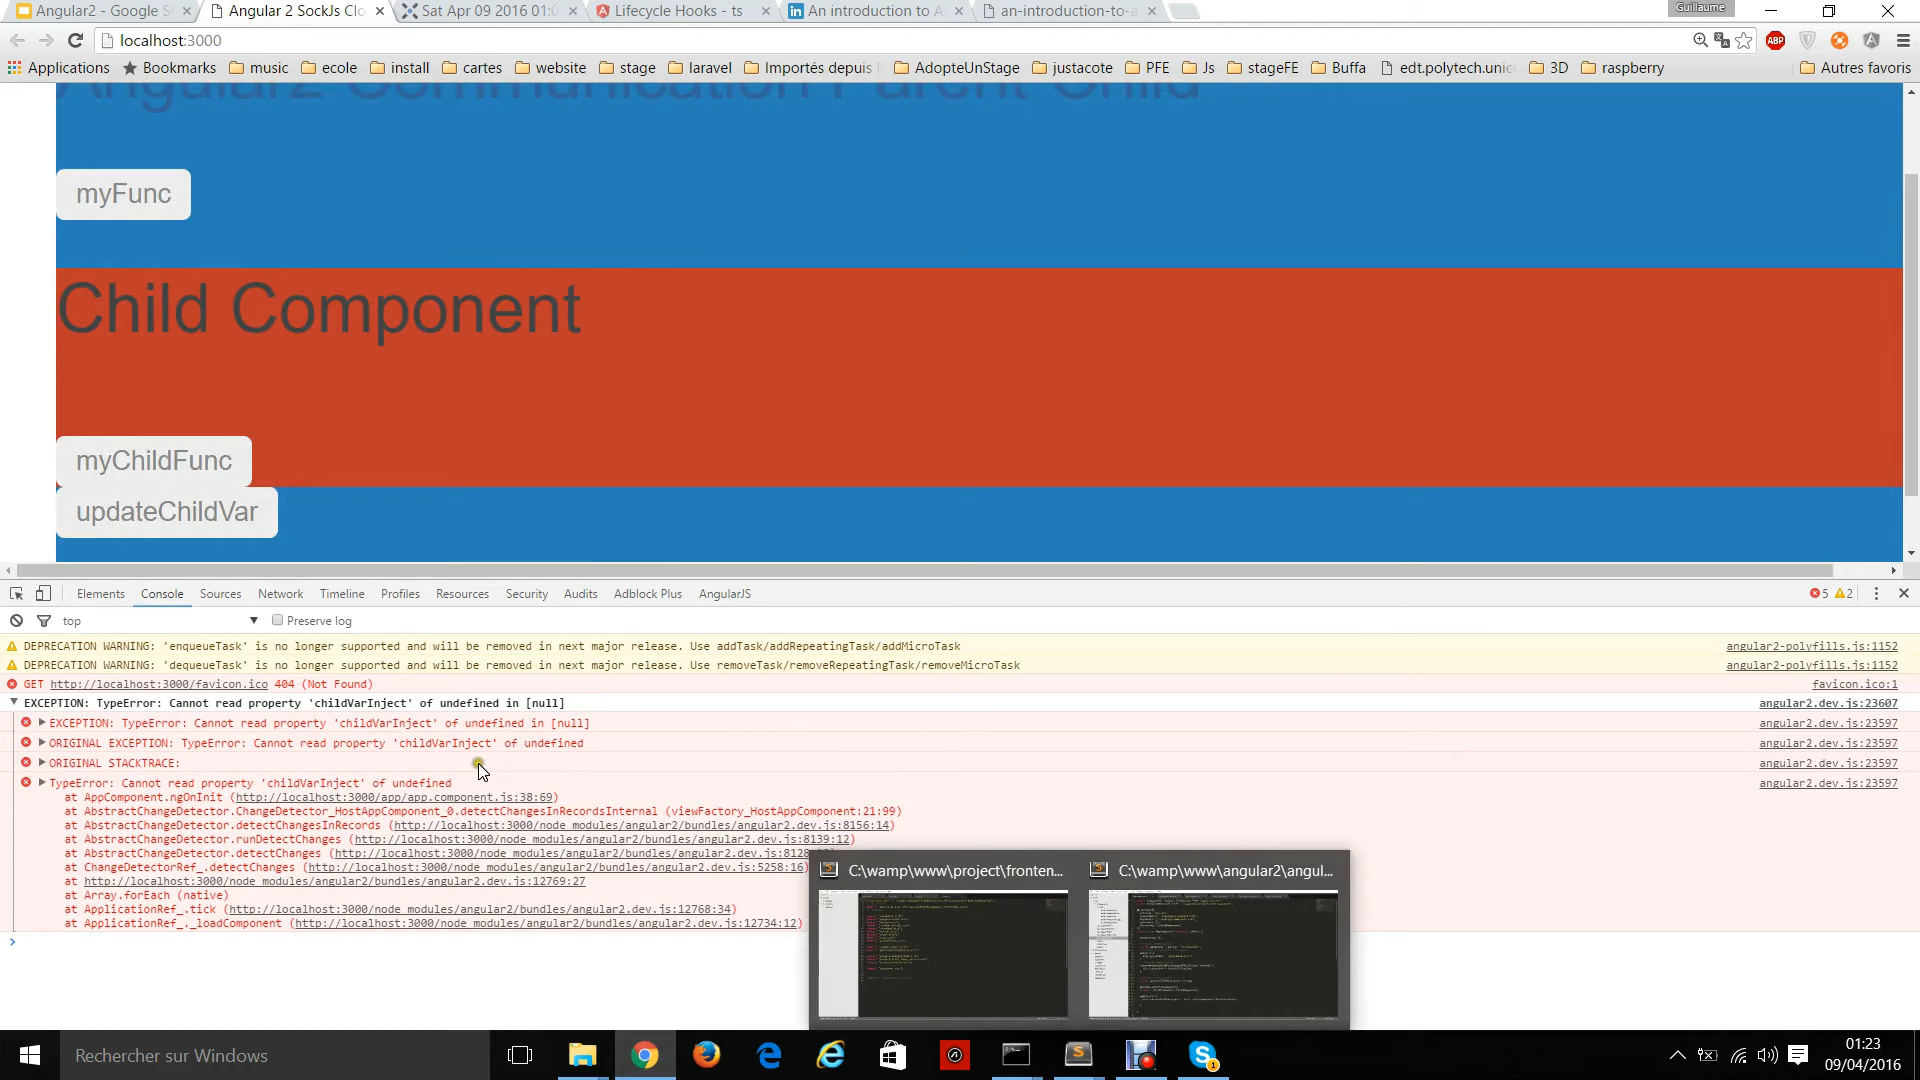 Angular2 - Google S
Angular 2 SockJs Clo
Sat Apr 09 2016 01:0
Lifecycle Hooks - ts
An introduction to A
an-introduction-to-a
Guillaume
localhost:3000
ABP
Applications
Bookmarks
music
ecole
install
cartes
website
stage
laravel
Importés depuis
AdopteUnStage
justacote
PFE
Js
stageFE
Buffa
edt.polytech.unic
3D
raspberry
Autres favoris
Angular2 Communication Parent Child
myFunc
Child Component
myChildFunc
updateChildVar
Elements
Console
Sources
Network
Timeline
Profiles
Resources
Security
Audits
Adblock Plus
AngularJS
5
2
top
Preserve log
DEPRECATION WARNING: 'enqueueTask' is no longer supported and will be removed in next major release. Use addTask/addRepeatingTask/addMicroTask angular2-polyfills.js:1152
DEPRECATION WARNING: 'dequeueTask' is no longer supported and will be removed in next major release. Use removeTask/removeRepeatingTask/removeMicroTask angular2-polyfills.js:1152
GET http://localhost:3000/favicon.ico 404 (Not Found) favicon.ico:1
EXCEPTION: TypeError: Cannot read property 'childVarInject' of undefined in [null] angular2.dev.js:23607
EXCEPTION: TypeError: Cannot read property 'childVarInject' of undefined in [null] angular2.dev.js:23597
ORIGINAL EXCEPTION: TypeError: Cannot read property 'childVarInject' of undefined angular2.dev.js:23597
ORIGINAL STACKTRACE: angular2.dev.js:23597
TypeError: Cannot read property 'childVarInject' of undefined angular2.dev.js:23597
at AppComponent.ngOnInit (http://localhost:3000/app/app.component.js:38:69)
at AbstractChangeDetector.ChangeDetector_HostAppComponent_0.detectChangesInRecordsInternal (viewFactory_HostAppComponent:21:99)
at AbstractChangeDetector.detectChangesInRecords (http://localhost:3000/node_modules/angular2/bundles/angular2.dev.js:8156:14)
at AbstractChangeDetector.runDetectChanges (http://localhost:3000/node_modules/angular2/bundles/angular2.dev.js:8139:12)
at AbstractChangeDetector.detectChanges (http://localhost:3000/node_modules/angular2/bundles/angular2.dev.js:8128
at ChangeDetectorRef_.detectChanges (http://localhost:3000/node_modules/angular2/bundles/angular2.dev.js:5258:16)
at http://localhost:3000/node_modules/angular2/bundles/angular2.dev.js:12769:27
at Array.forEach (native)
at ApplicationRef_.tick (http://localhost:3000/node_modules/angular2/bundles/angular2.dev.js:12768:34)
at ApplicationRef_._loadComponent (http://localhost:3000/node_modules/angular2/bundles/angular2.dev.js:12734:12)
C:\wamp\www\project\fronten...
C:\wamp\www\angular2\angul...
Rechercher sur Windows
1
01:23
09/04/2016